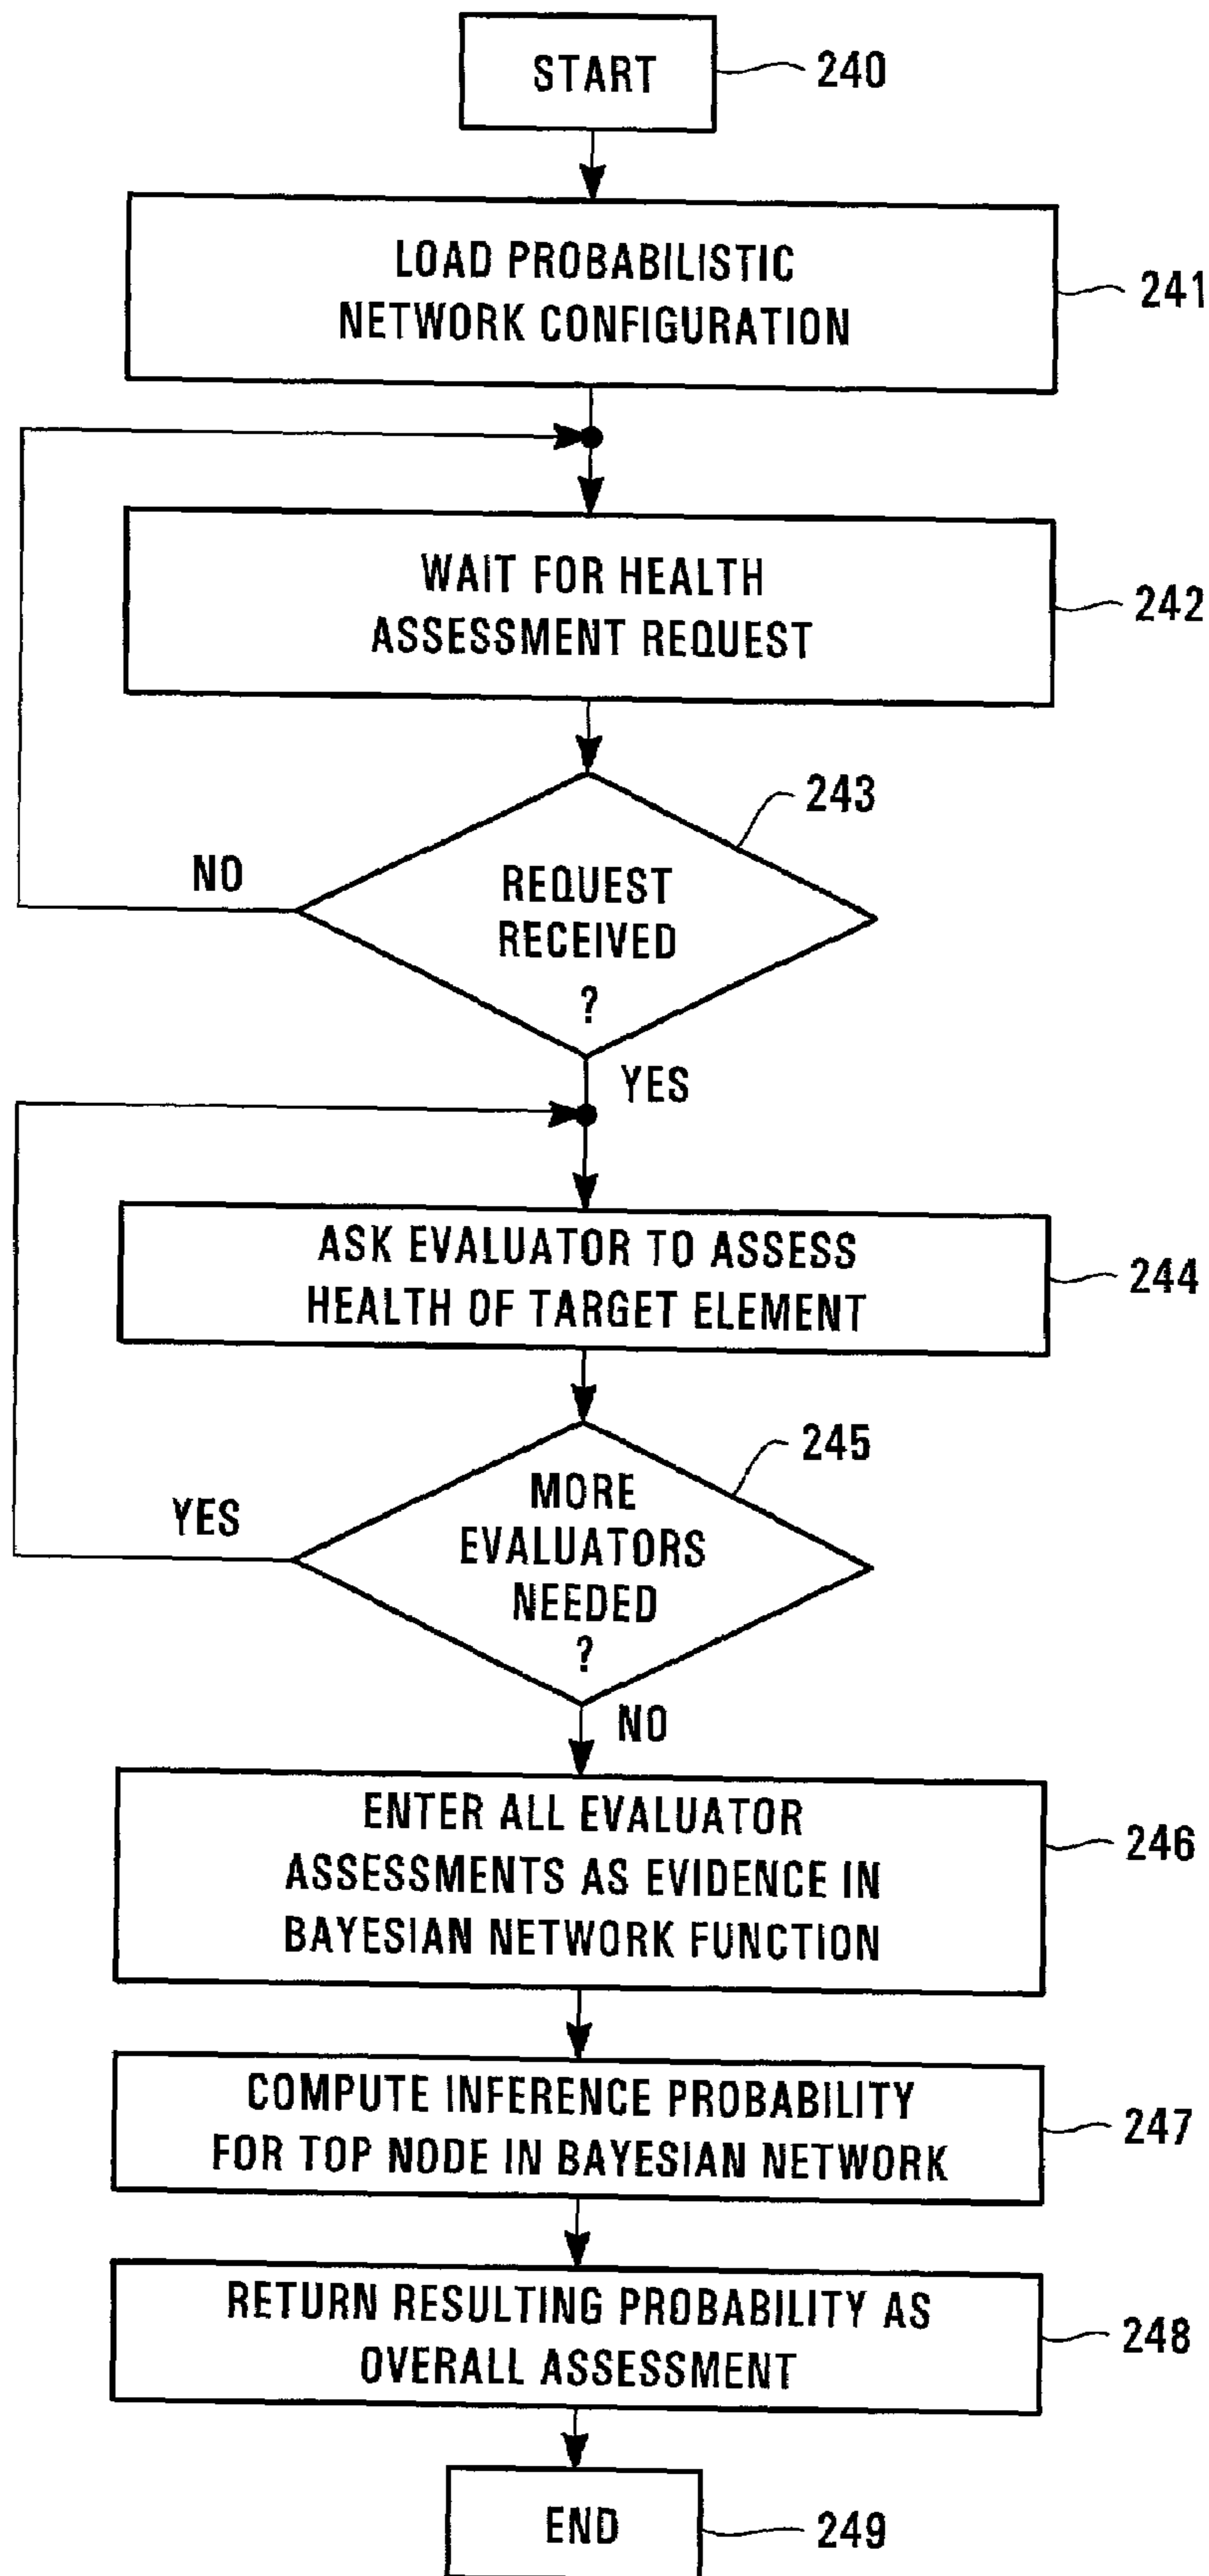 START
240
LOAD PROBABILISTIC
NETWORK CONFIGURATION
241
WAIT FOR HEALTH
ASSESSMENT REQUEST
242
243
NO
REQUEST
RECEIVED
?
YES
ASK EVALUATOR TO ASSESS
HEALTH OF TARGET ELEMENT
244
245
YES
MORE
EVALUATORS
NEEDED
?
NO
ENTER ALL EVALUATOR
ASSESSMENTS AS EVIDENCE IN
BAYESIAN NETWORK FUNCTION
246
COMPUTE INFERENCE PROBABILITY
FOR TOP NODE IN BAYESIAN NETWORK
247
RETURN RESULTING PROBABILITY AS
OVERALL ASSESSMENT
248
END
249